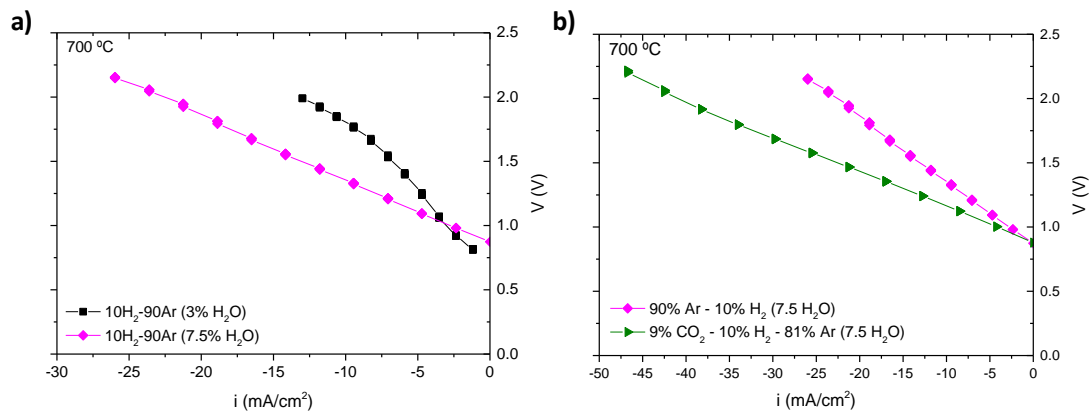 a)
700 ºC
2.5
2.0
1.5
1.0
0.5
0.0
V (V)
10H2-90Ar (3% H2O)
10H2-90Ar (7.5% H2O)
-30 -25 -20 -15 -10 -5 0
i (mA/cm²)
b)
700 ºC
2.5
2.0
1.5
1.0
0.5
0.0
V (V)
90% Ar - 10% H2 (7.5 H2O)
9% CO2 - 10% H2 - 81% Ar (7.5 H2O)
-50 -45 -40 -35 -30 -25 -20 -15 -10 -5 0
i (mA/cm²)